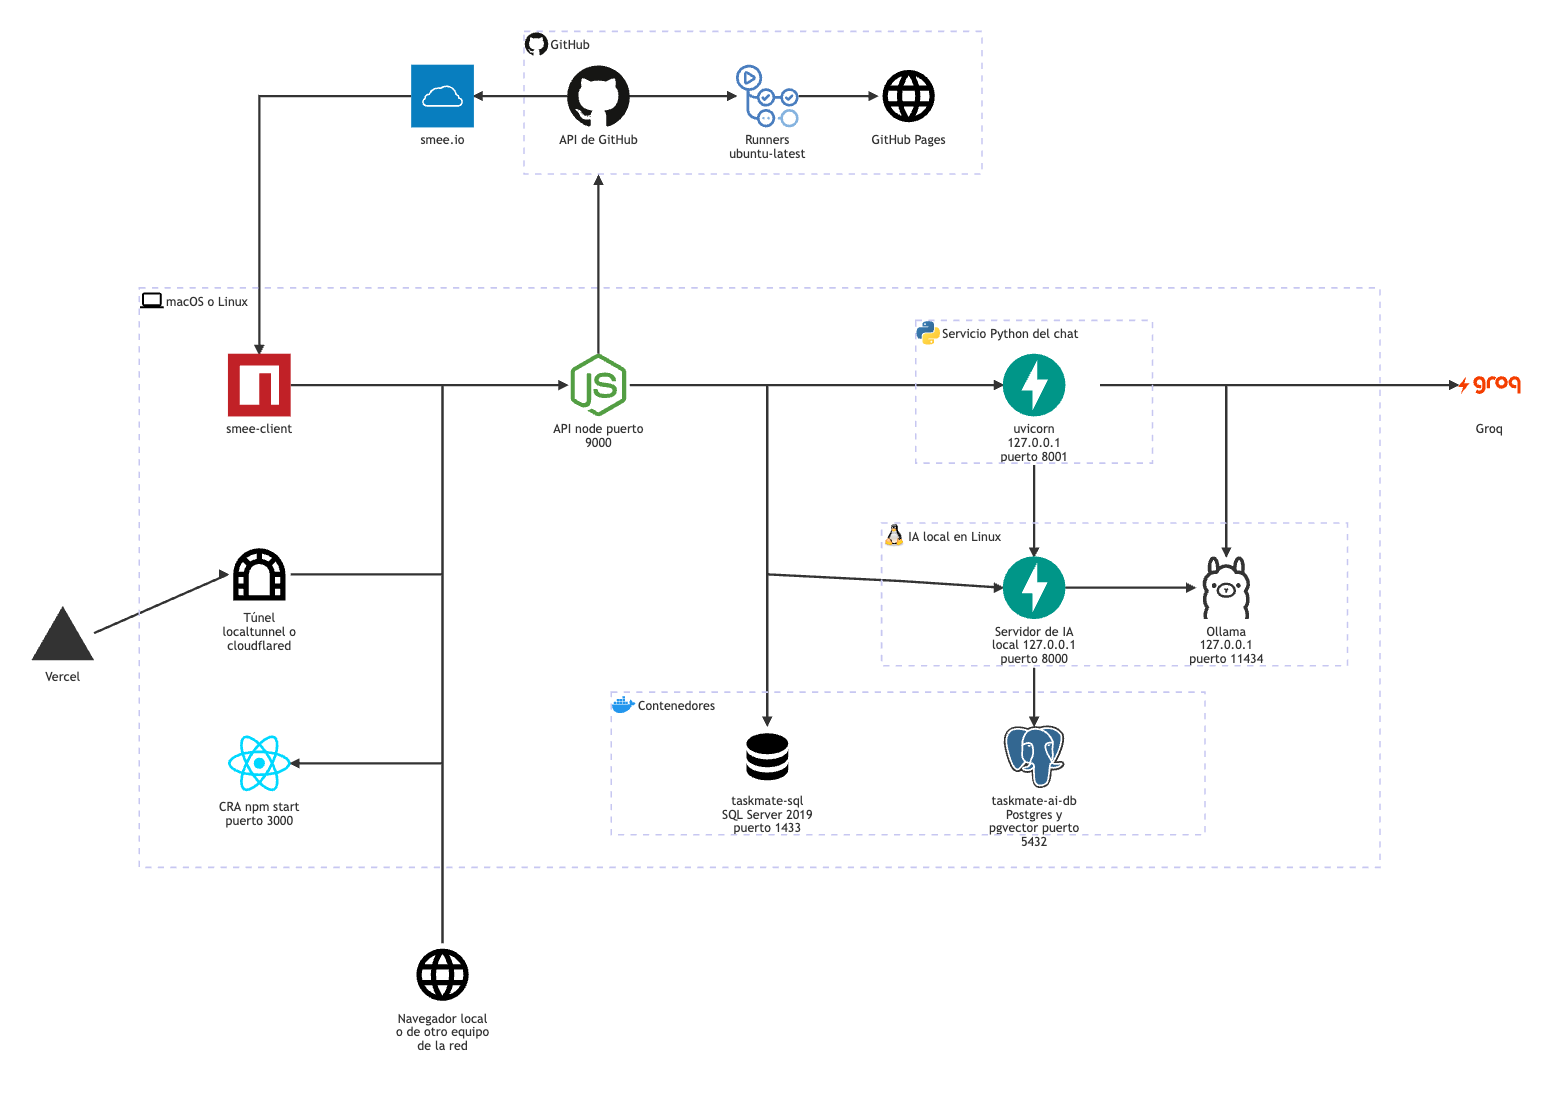 GitHub
smee.io
API de GitHub
Runners
ubuntu-latest
GitHub Pages
macOS o Linux
Servicio Python del chat
smee-client
JS
API node puerto
9000
uvicorn
127.0.0.1
puerto 8001
groq
Groq
IA local en Linux
Túnel
localtunnel o
cloudflared
Servidor de IA
local 127.0.0.1
puerto 8000
Ollama
127.0.0.1
puerto 11434
Vercel
Contenedores
CRA npm start
puerto 3000
taskmate-sql
SQL Server 2019
puerto 1433
taskmate-ai-db
Postgres y
pgvector puerto
5432
Navegador local
o de otro equipo
de la red